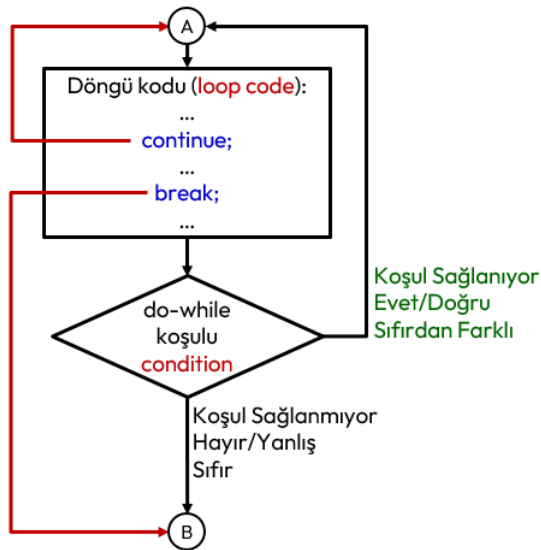 A
Döngü kodu (loop code):
...
continue;
...
break;
...
do-while
koşulu
condition
Koşul Sağlanıyor
Evet/Doğru
Sıfırdan Farklı
Koşul Sağlanmıyor
Hayır/Yanlış
Sıfır
B